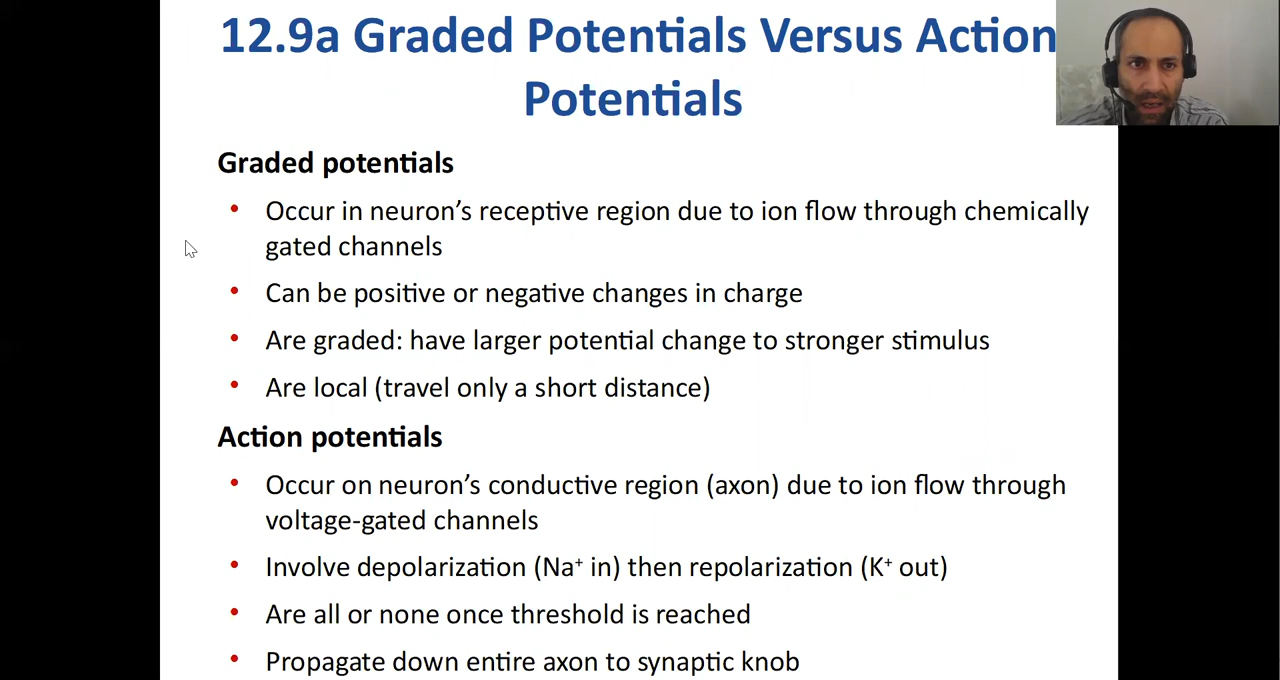 12.9a Graded Potentials Versus Action
Potentials
Graded potentials
• Occur in neuron’s receptive region due to ion flow through chemically
gated channels
• Can be positive or negative changes in charge
• Are graded: have larger potential change to stronger stimulus
• Are local (travel only a short distance)
Action potentials
• Occur on neuron’s conductive region (axon) due to ion flow through
voltage-gated channels
• Involve depolarization (Na⁺ in) then repolarization (K⁺ out)
• Are all or none once threshold is reached
• Propagate down entire axon to synaptic knob